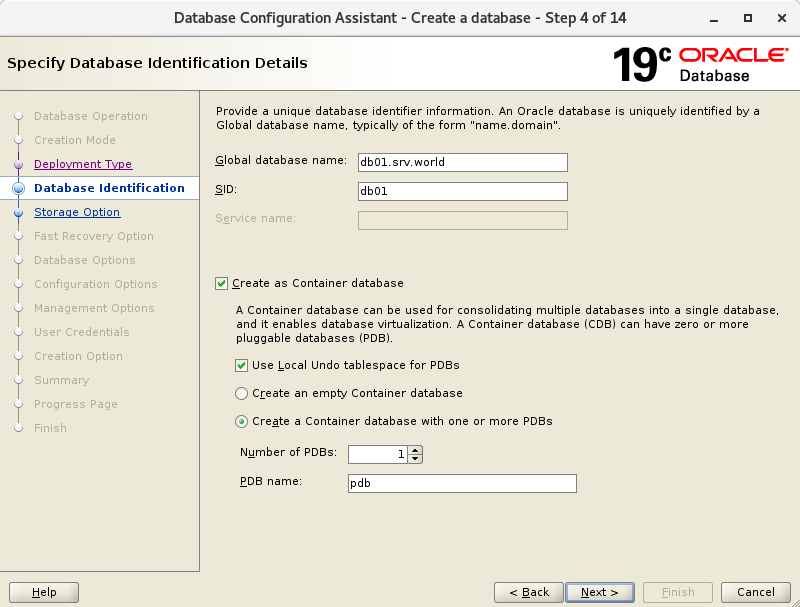 Database Configuration Assistant - Create a database - Step 4 of 14
Specify Database Identification Details
19c ORACLE
Database
Database Operation
Creation Mode
Deployment Type
Database Identification
Storage Option
Fast Recovery Option
Database Options
Configuration Options
Management Options
User Credentials
Creation Option
Summary
Progress Page
Finish
Provide a unique database identifier information. An Oracle database is uniquely identified by a
Global database name, typically of the form "name.domain".
Global database name: db01.srv.world
SID: db01
Service name:
Create as Container database
A Container database can be used for consolidating multiple databases into a single database,
and it enables database virtualization. A Container database (CDB) can have zero or more
pluggable databases (PDB).
Use Local Undo tablespace for PDBs
Create an empty Container database
Create a Container database with one or more PDBs
Number of PDBs: 1
PDB name: pdb
Help < Back Next > Finish Cancel